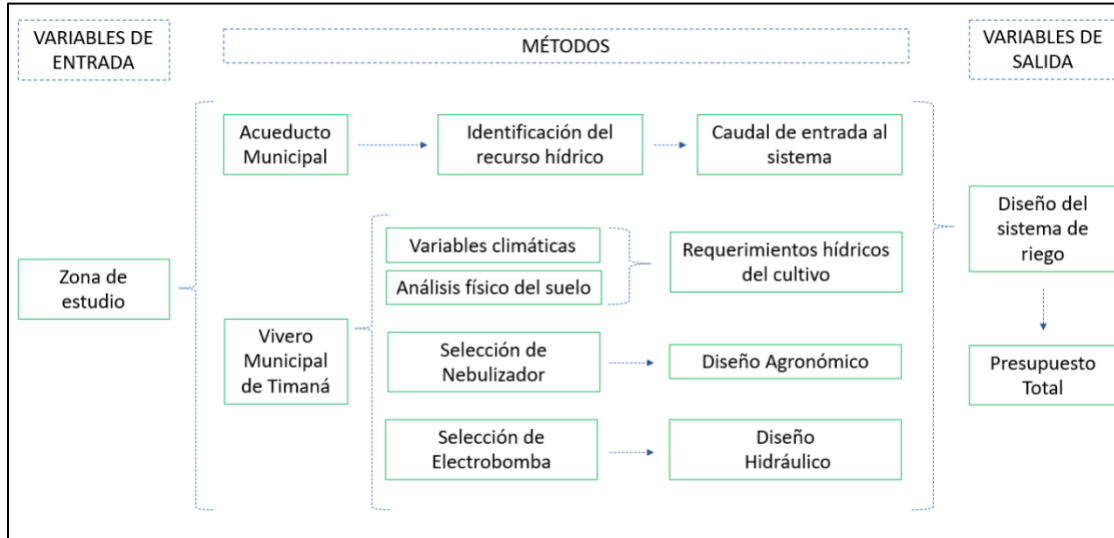 VARIABLES DE
ENTRADA
MÉTODOS
VARIABLES DE
SALIDA
Zona de
estudio
Acueducto
Municipal
Identificación del
recurso hídrico
Caudal de entrada al
sistema
Vivero
Municipal
de Timaná
Variables climáticas
Análisis físico del suelo
Requerimientos hídricos
del cultivo
Selección de
Nebulizador
Diseño Agronómico
Selección de
Electrobomba
Diseño
Hidráulico
Diseño del
sistema de
riego
Presupuesto
Total